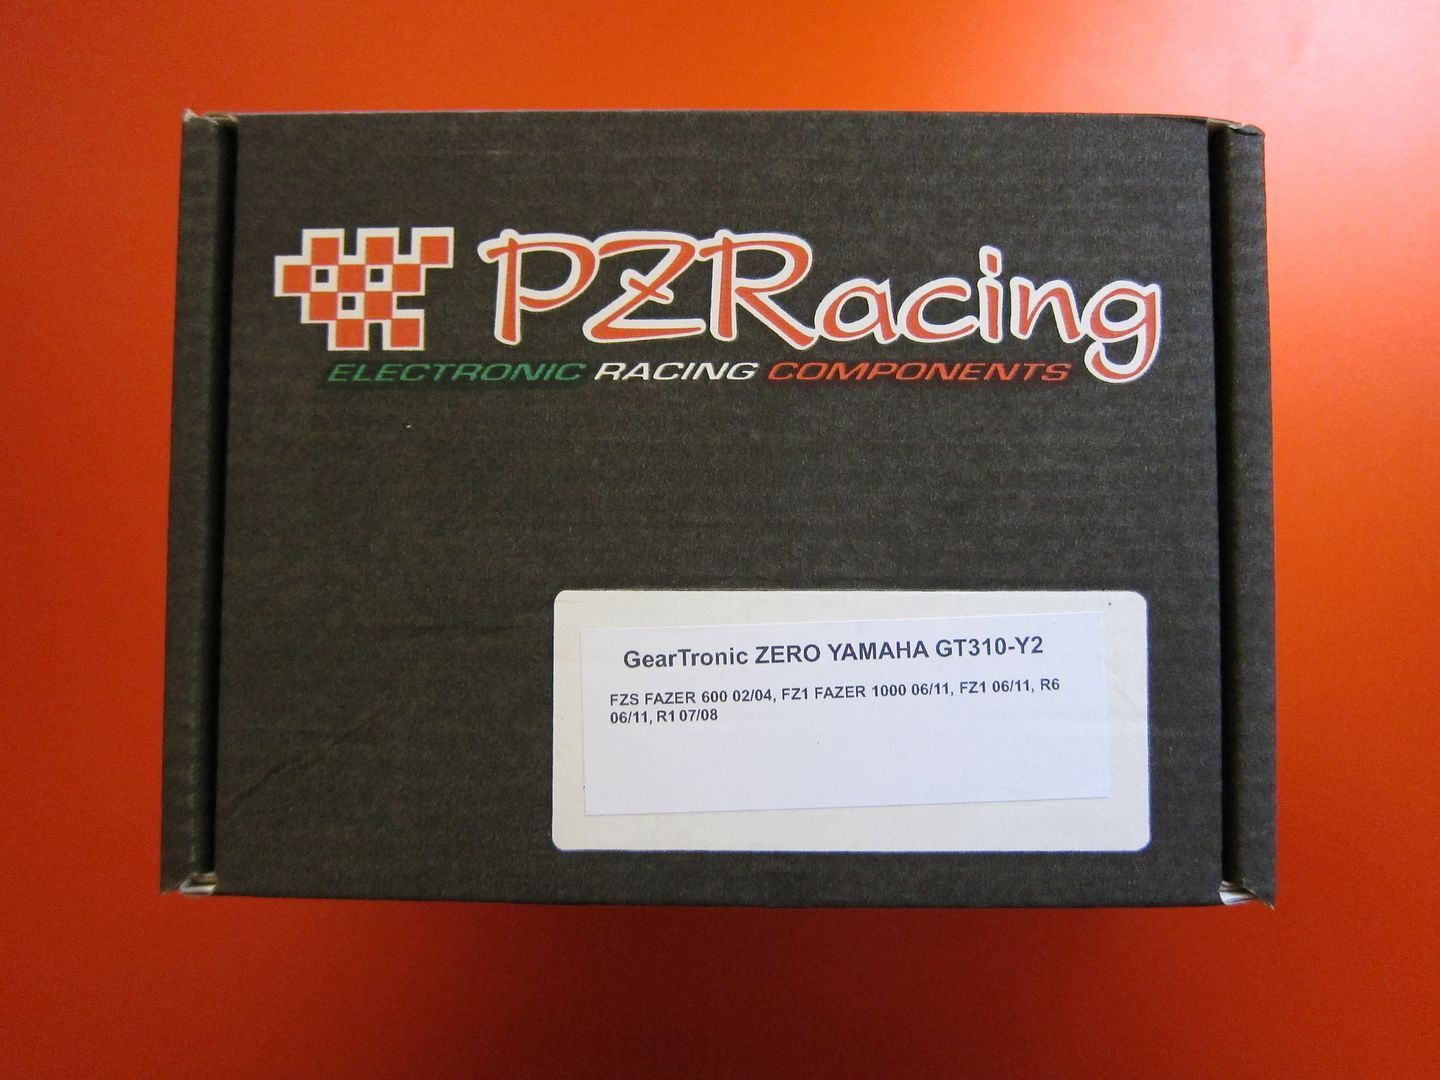 PZRacing
ELECTRONIC RACING COMPONENTS
GearTronic ZERO YAMAHA GT310-Y2
FZS FAZER 600 02/04, FZ1 FAZER 1000 06/11, FZ1 06/11, R6
06/11, R1 07/08